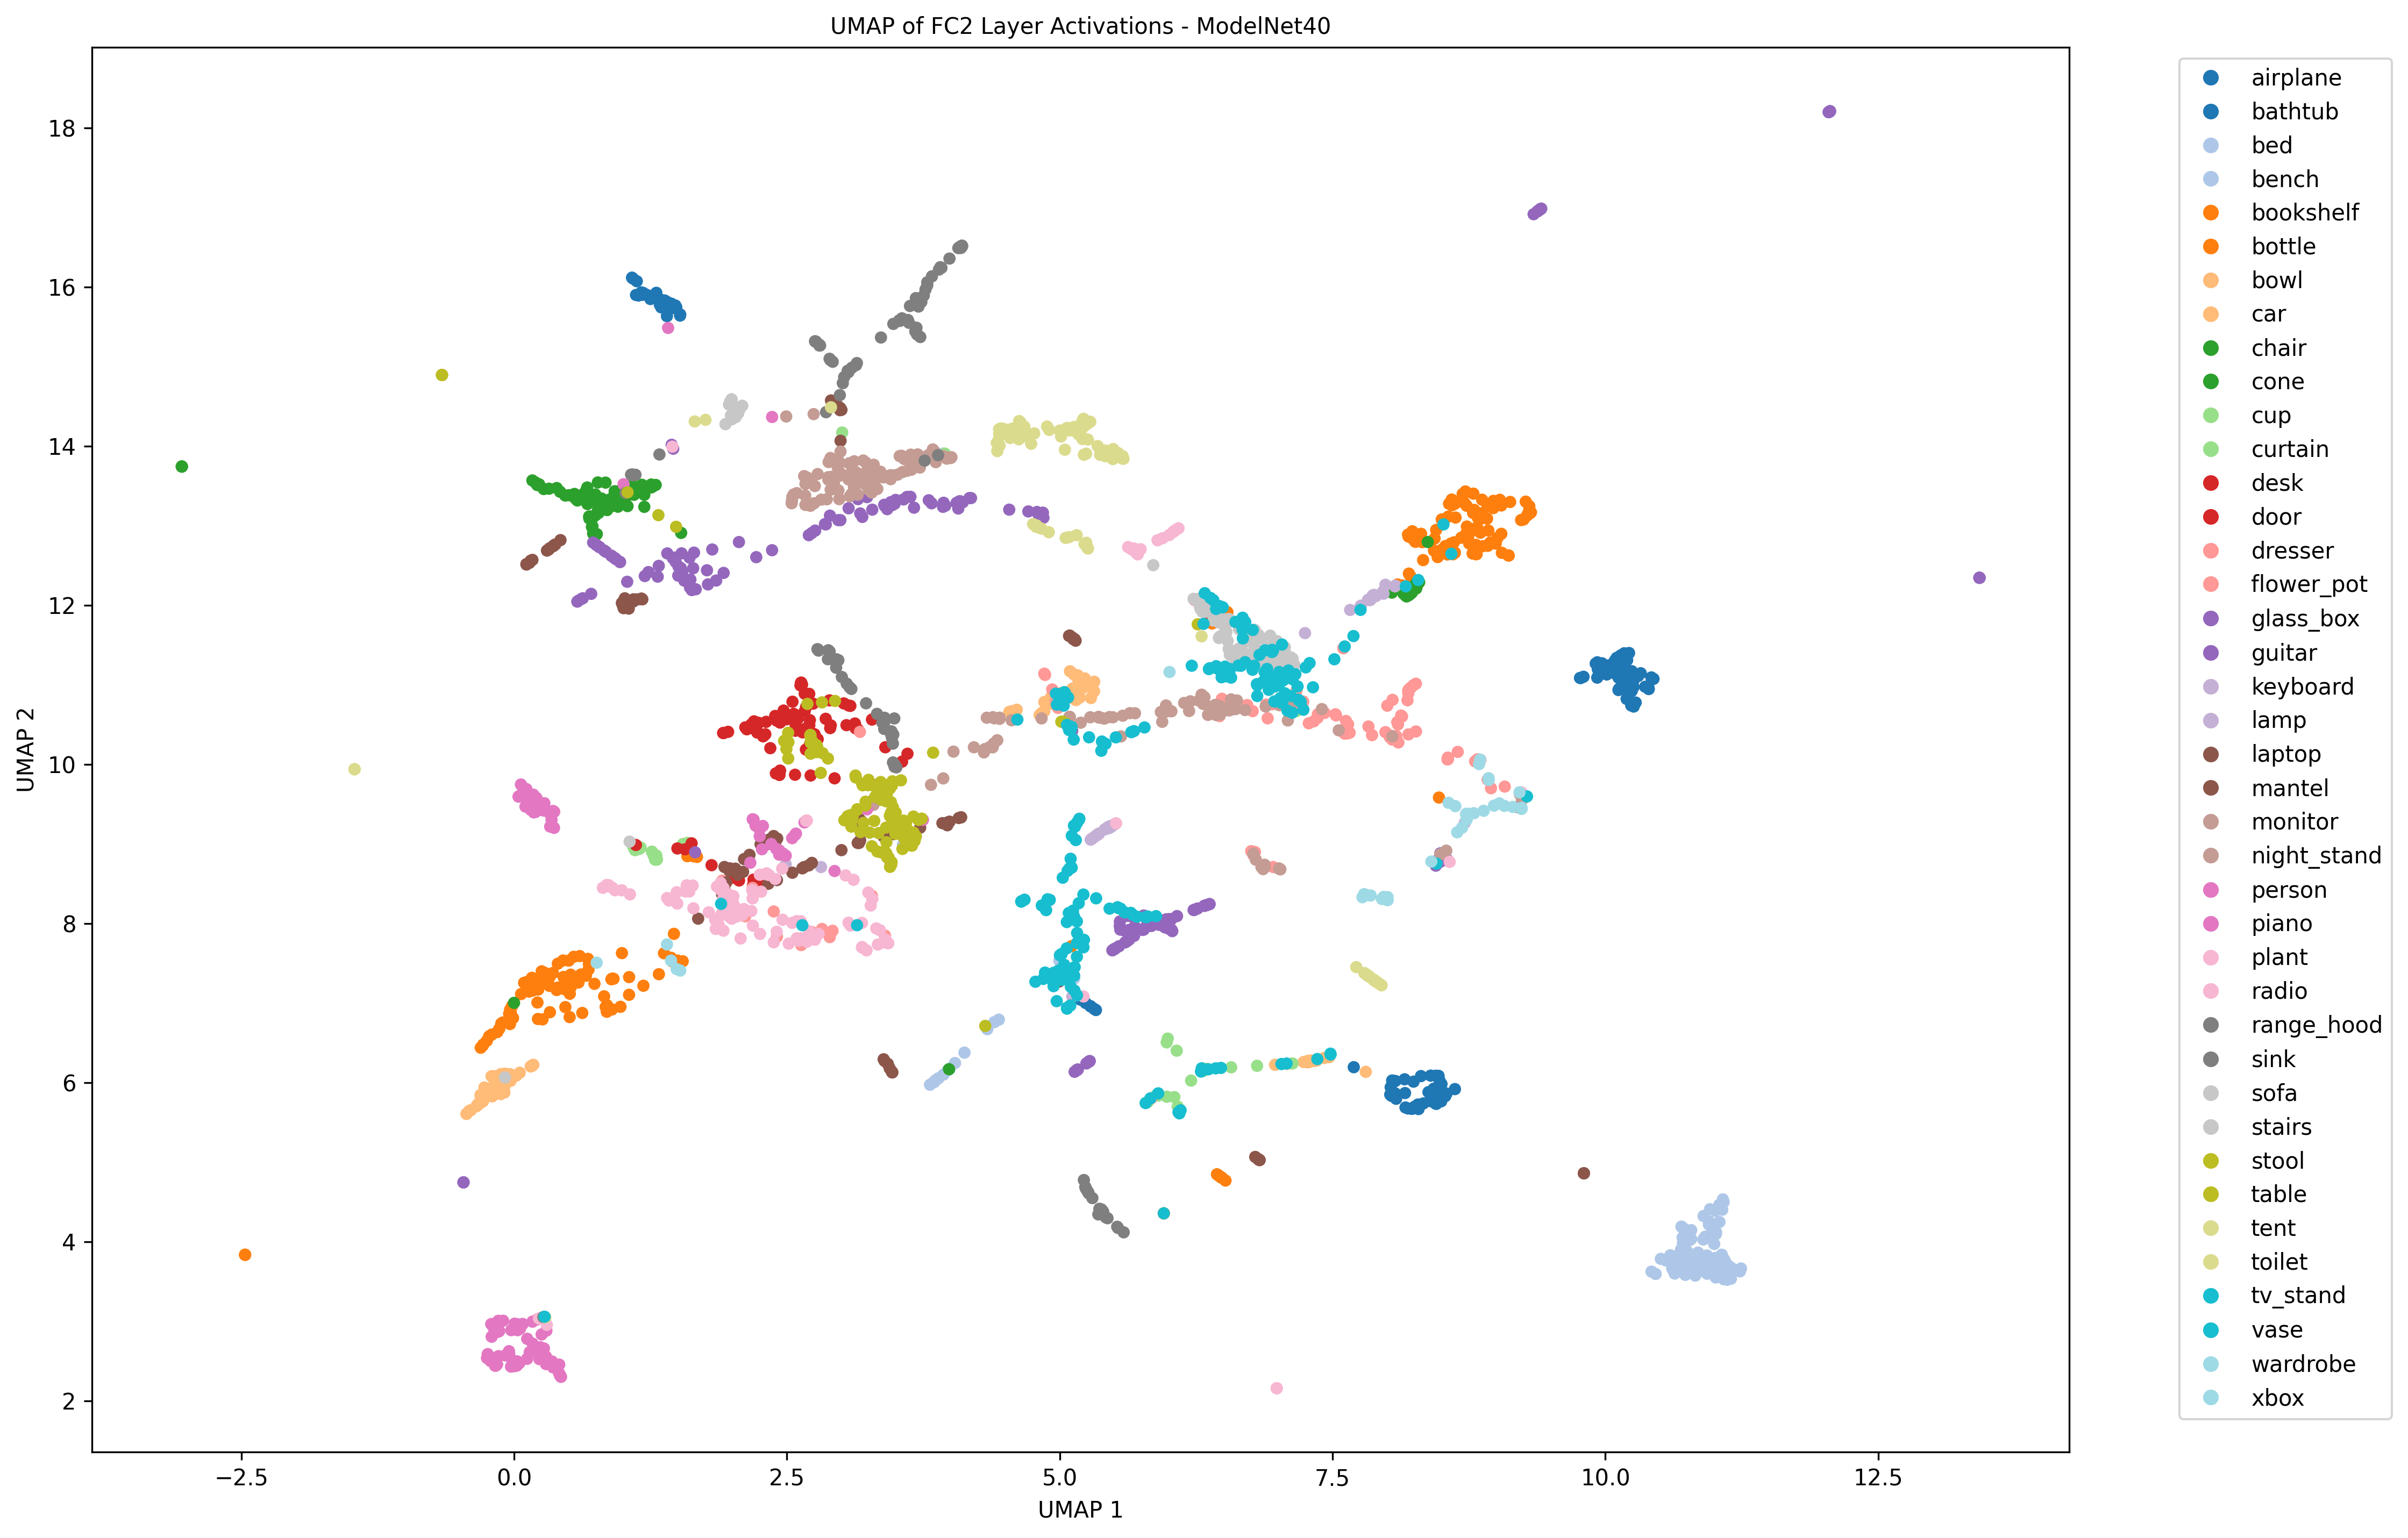 UMAP of FC2 Layer Activations - ModelNet40
18
16
14
12
10
8
6
4
2
UMAP 2
−2.5 0.0 2.5 5.0 7.5 10.0 12.5
UMAP 1
airplane
bathtub
bed
bench
bookshelf
bottle
bowl
car
chair
cone
cup
curtain
desk
door
dresser
flower_pot
glass_box
guitar
keyboard
lamp
laptop
mantel
monitor
night_stand
person
piano
plant
radio
range_hood
sink
sofa
stairs
stool
table
tent
toilet
tv_stand
vase
wardrobe
xbox